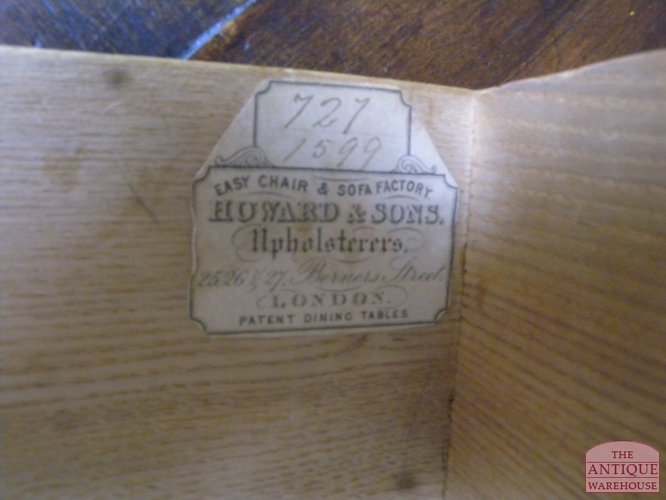 727
1599
EASY CHAIR & SOFA FACTORY.
HOWARD & SONS.
Upholsterers,
25, 26 & 27, Berners Street,
LONDON.
PATENT DINING TABLES
THE
ANTIQUE
WAREHOUSE